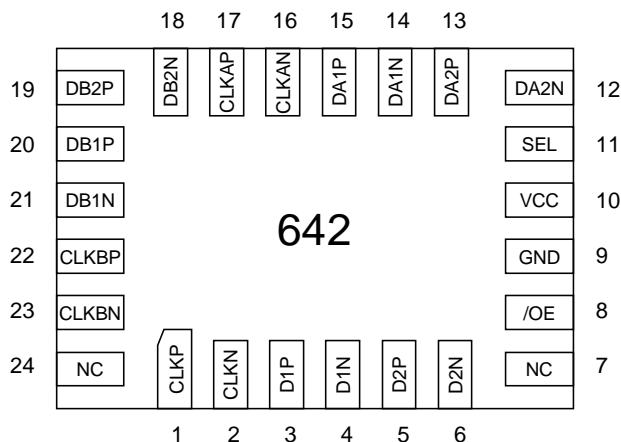 18 17 16 15 14 13
DB2N CLKAP CLKAN DA1P DA1N DA2P
19 DB2P DA2N 12
20 DB1P SEL 11
21 DB1N VCC 10
642
22 CLKBP GND 9
23 CLKBN /OE 8
24 NC NC 7
CLKP CLKN D1P D1N D2P D2N
1 2 3 4 5 6